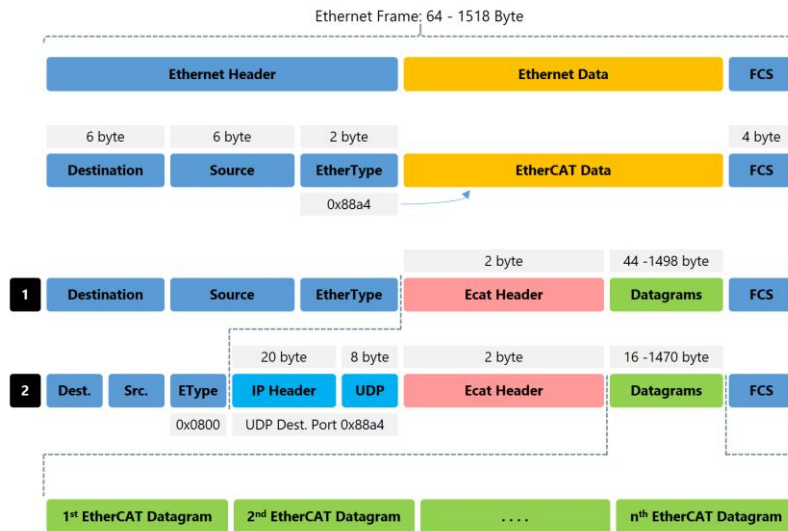 Ethernet Frame: 64 - 1518 Byte
Ethernet Header Ethernet Data FCS
6 byte 6 byte 2 byte 4 byte
Destination Source EtherType EtherCAT Data FCS
0x88a4
2 byte 44 -1498 byte
1 Destination Source EtherType Ecat Header Datagrams FCS
20 byte 8 byte 2 byte 16 -1470 byte
2 Dest. Src. EType IP Header UDP Ecat Header Datagrams FCS
0x0800 UDP Dest. Port 0x88a4
1st EtherCAT Datagram 2nd EtherCAT Datagram . . . . nth EtherCAT Datagram